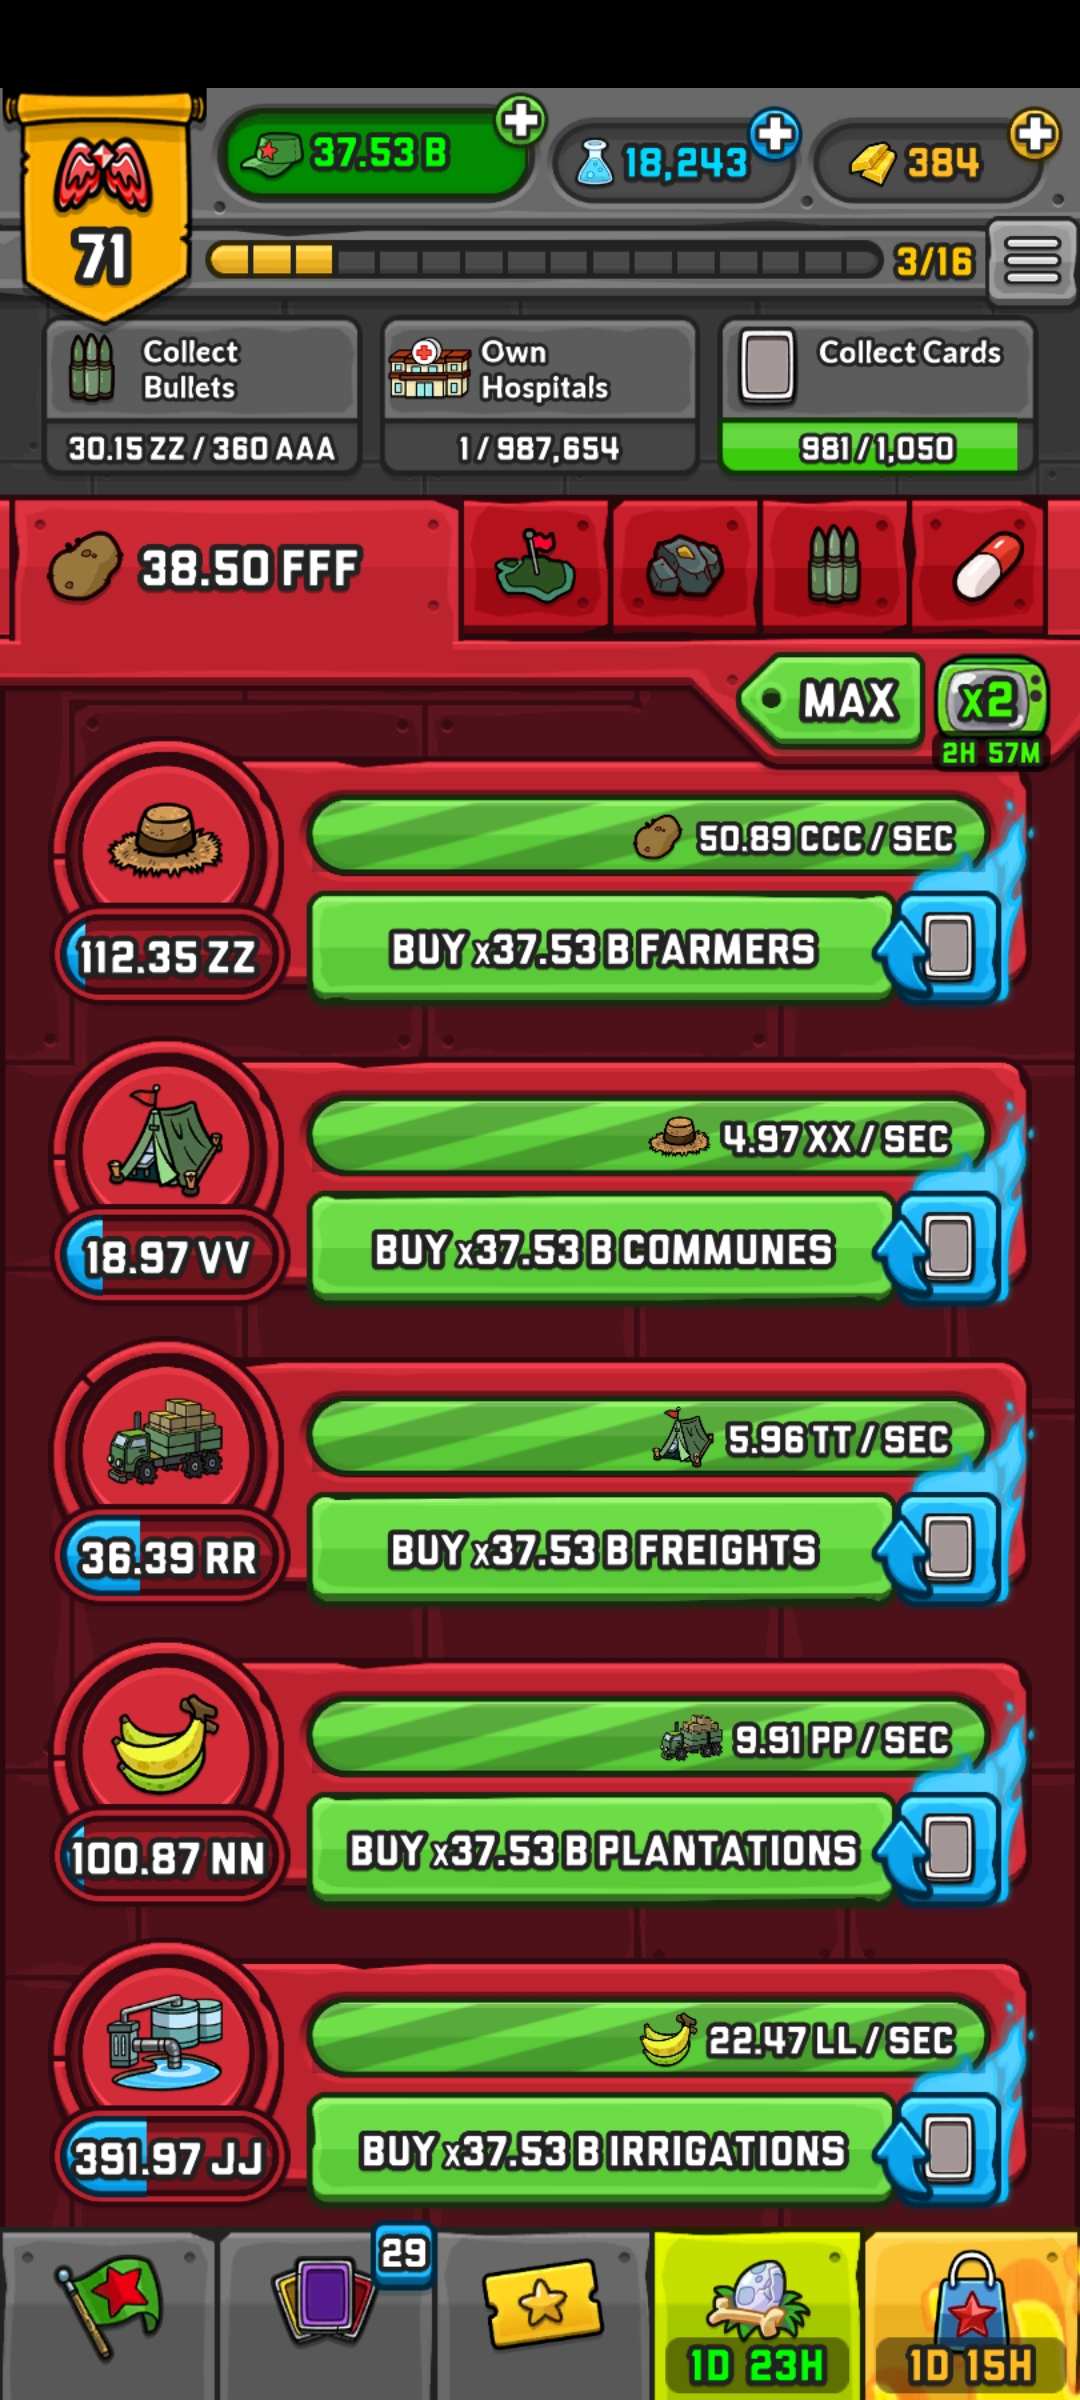 37.53 B
18,243
384
71
3/16
Collect
Bullets
30.15 ZZ / 360 AAA
Own
Hospitals
1 / 987,654
Collect Cards
981 / 1,050
38.50 FFF
MAX
x2
2H 57M
50.89 CCC / SEC
112.35 ZZ
BUY x37.53 B FARMERS
4.97 XX / SEC
18.97 VV
BUY x37.53 B COMMUNES
5.96 TT / SEC
36.39 RR
BUY x37.53 B FREIGHTS
9.91 PP / SEC
100.87 NN
BUY x37.53 B PLANTATIONS
22.47 LL / SEC
391.97 JJ
BUY x37.53 B IRRIGATIONS
29
1D 23H
1D 15H